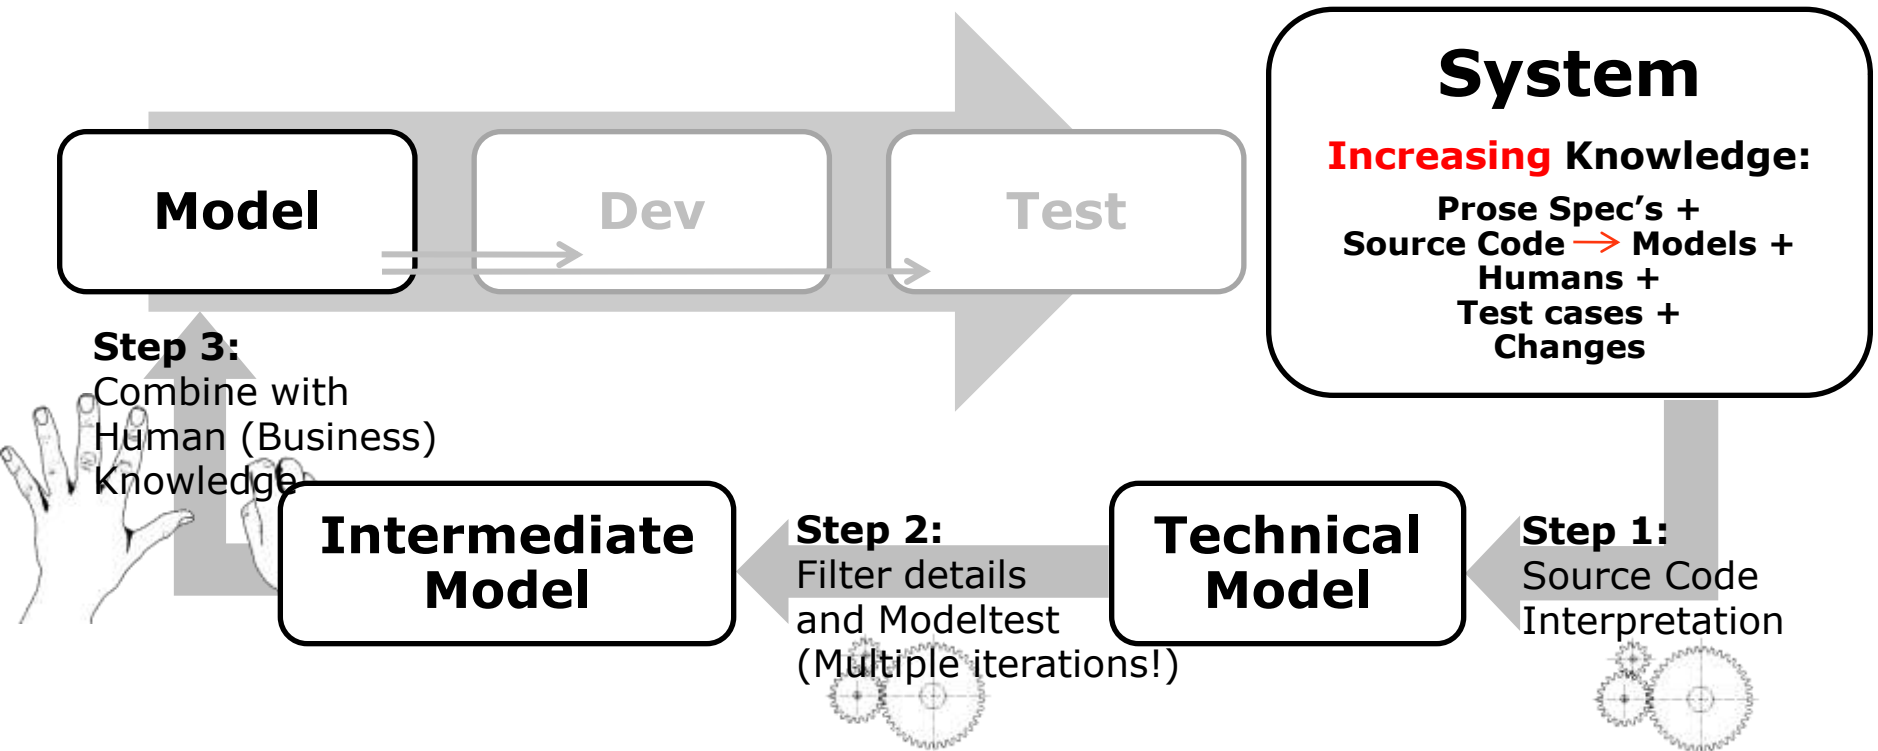 Model
Dev
Test
System
Increasing Knowledge:
Prose Spec's +
Source Code → Models +
Humans +
Test cases +
Changes
Step 3:
Combine with
Human (Business)
Knowledge
Intermediate
Model
Step 2:
Filter details
and Modeltest
(Multiple iterations!)
Technical
Model
Step 1:
Source Code
Interpretation